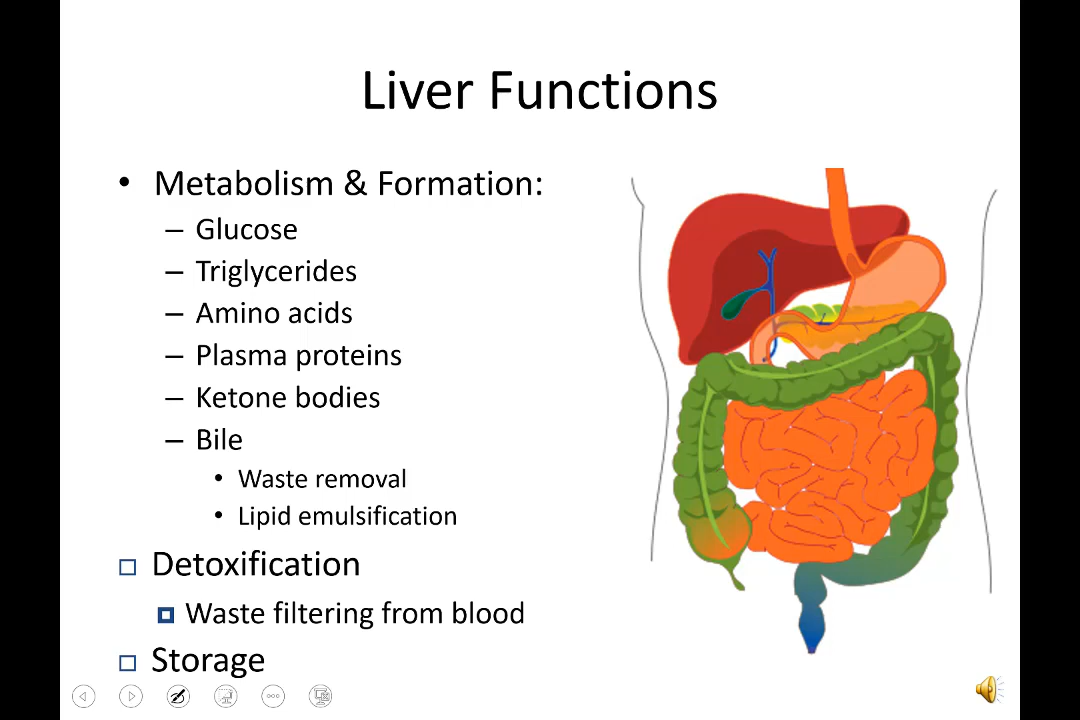 Liver Functions
• Metabolism & Formation:
– Glucose
– Triglycerides
– Amino acids
– Plasma proteins
– Ketone bodies
– Bile
• Waste removal
• Lipid emulsification
Detoxification
Waste filtering from blood
Storage